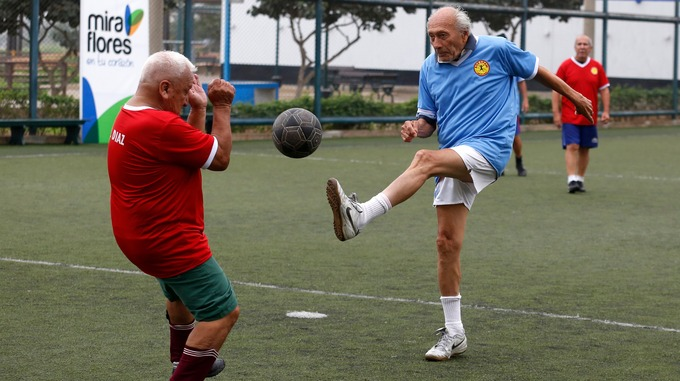 mira
flores
en tu corazón
DIAZ